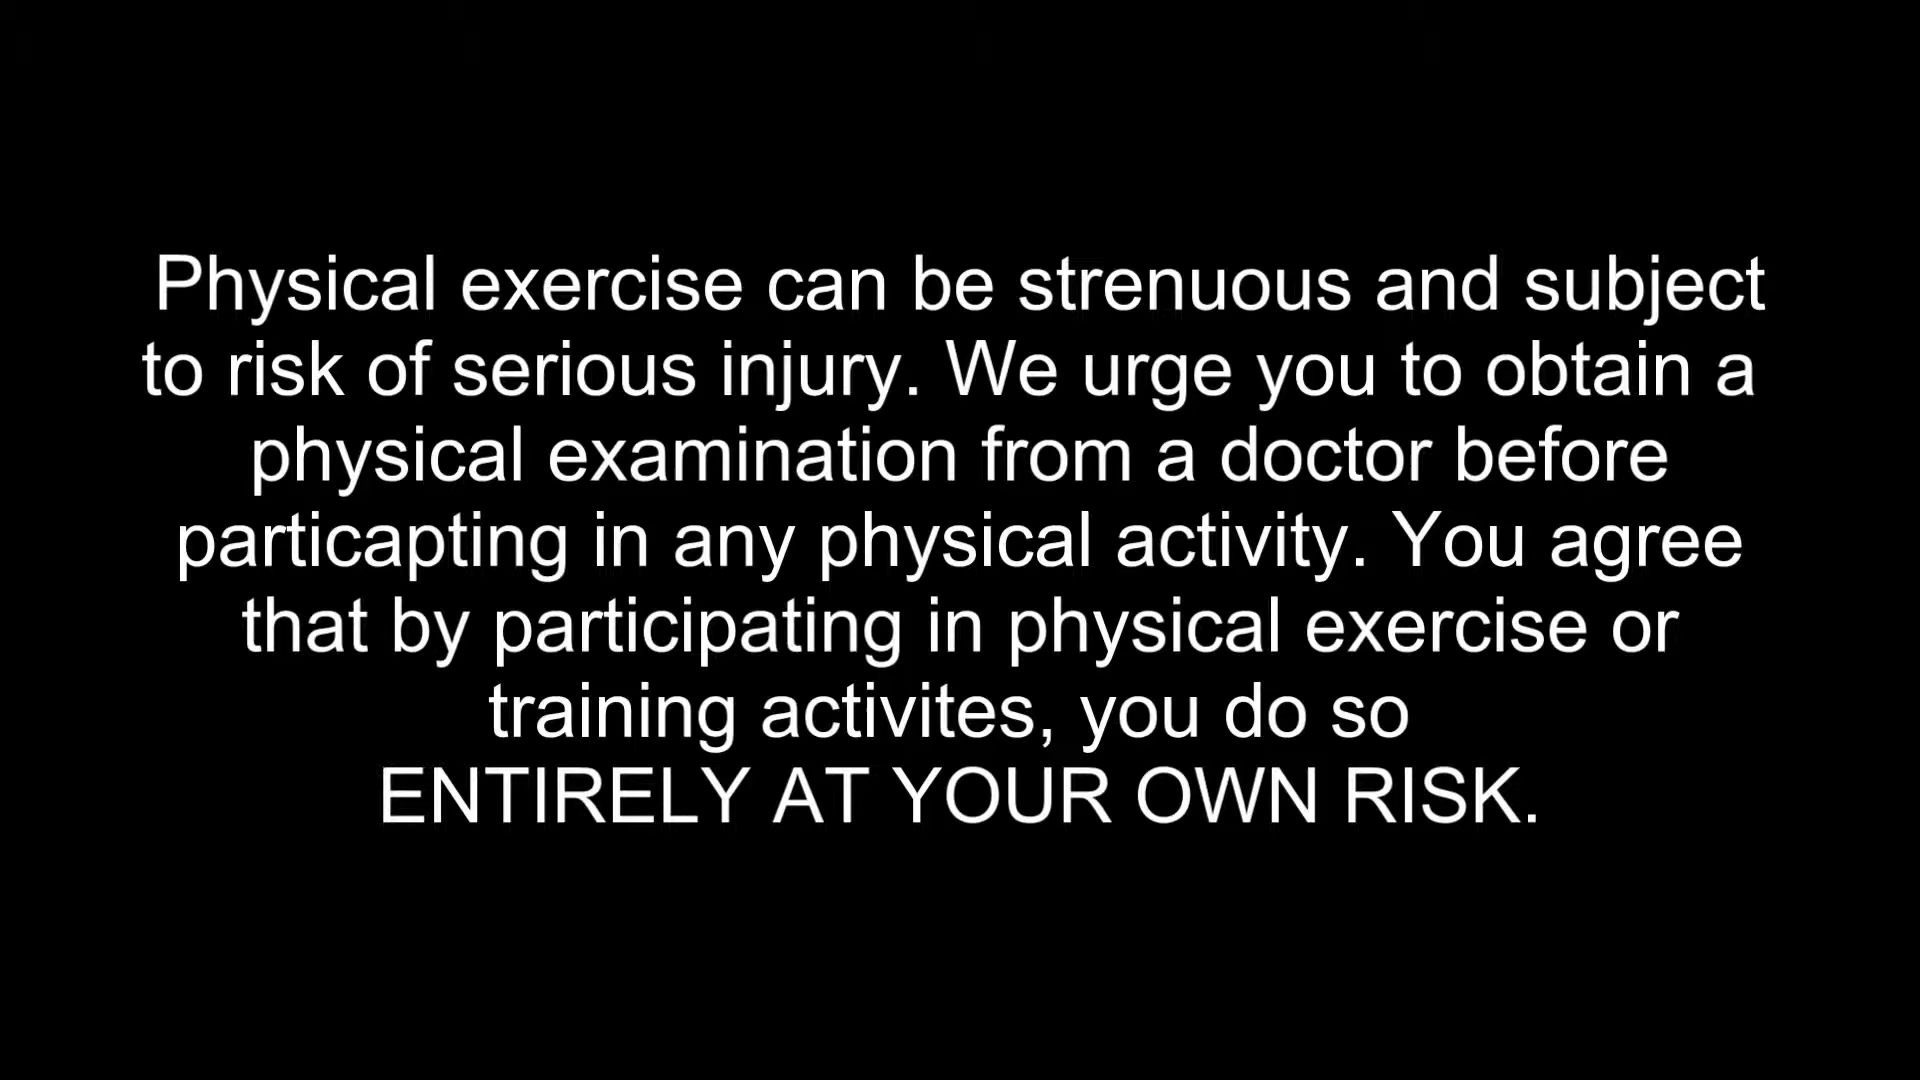 Physical exercise can be strenuous and subject
to risk of serious injury. We urge you to obtain a
physical examination from a doctor before
particapting in any physical activity. You agree
that by participating in physical exercise or
training activites, you do so
ENTIRELY AT YOUR OWN RISK.